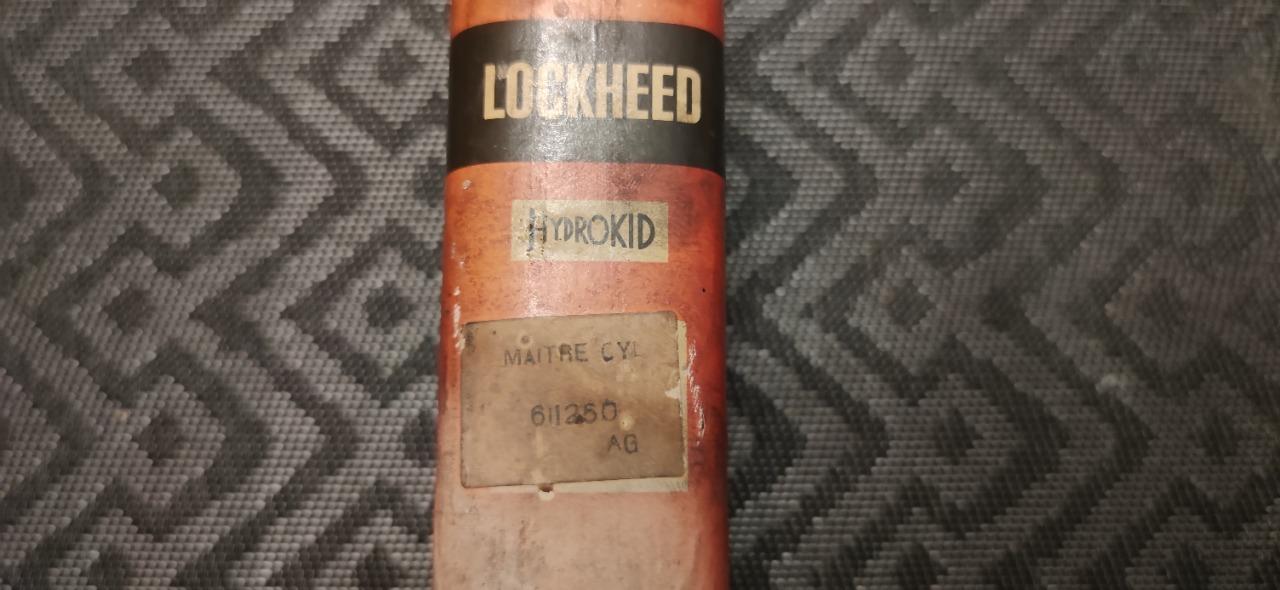 LOCKHEED
HYDROKID
MAITRE CYL
611250
AG